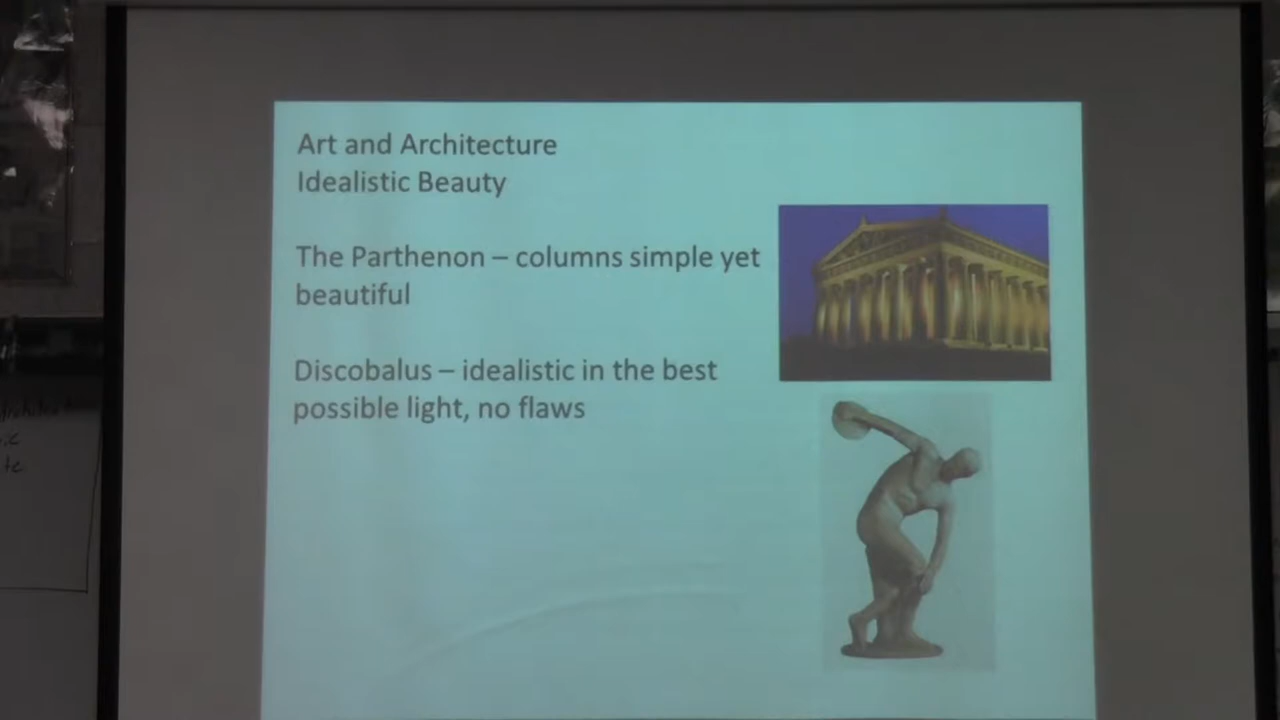 Art and Architecture
Idealistic Beauty
The Parthenon – columns simple yet
beautiful
Discobalus – idealistic in the best
possible light, no flaws